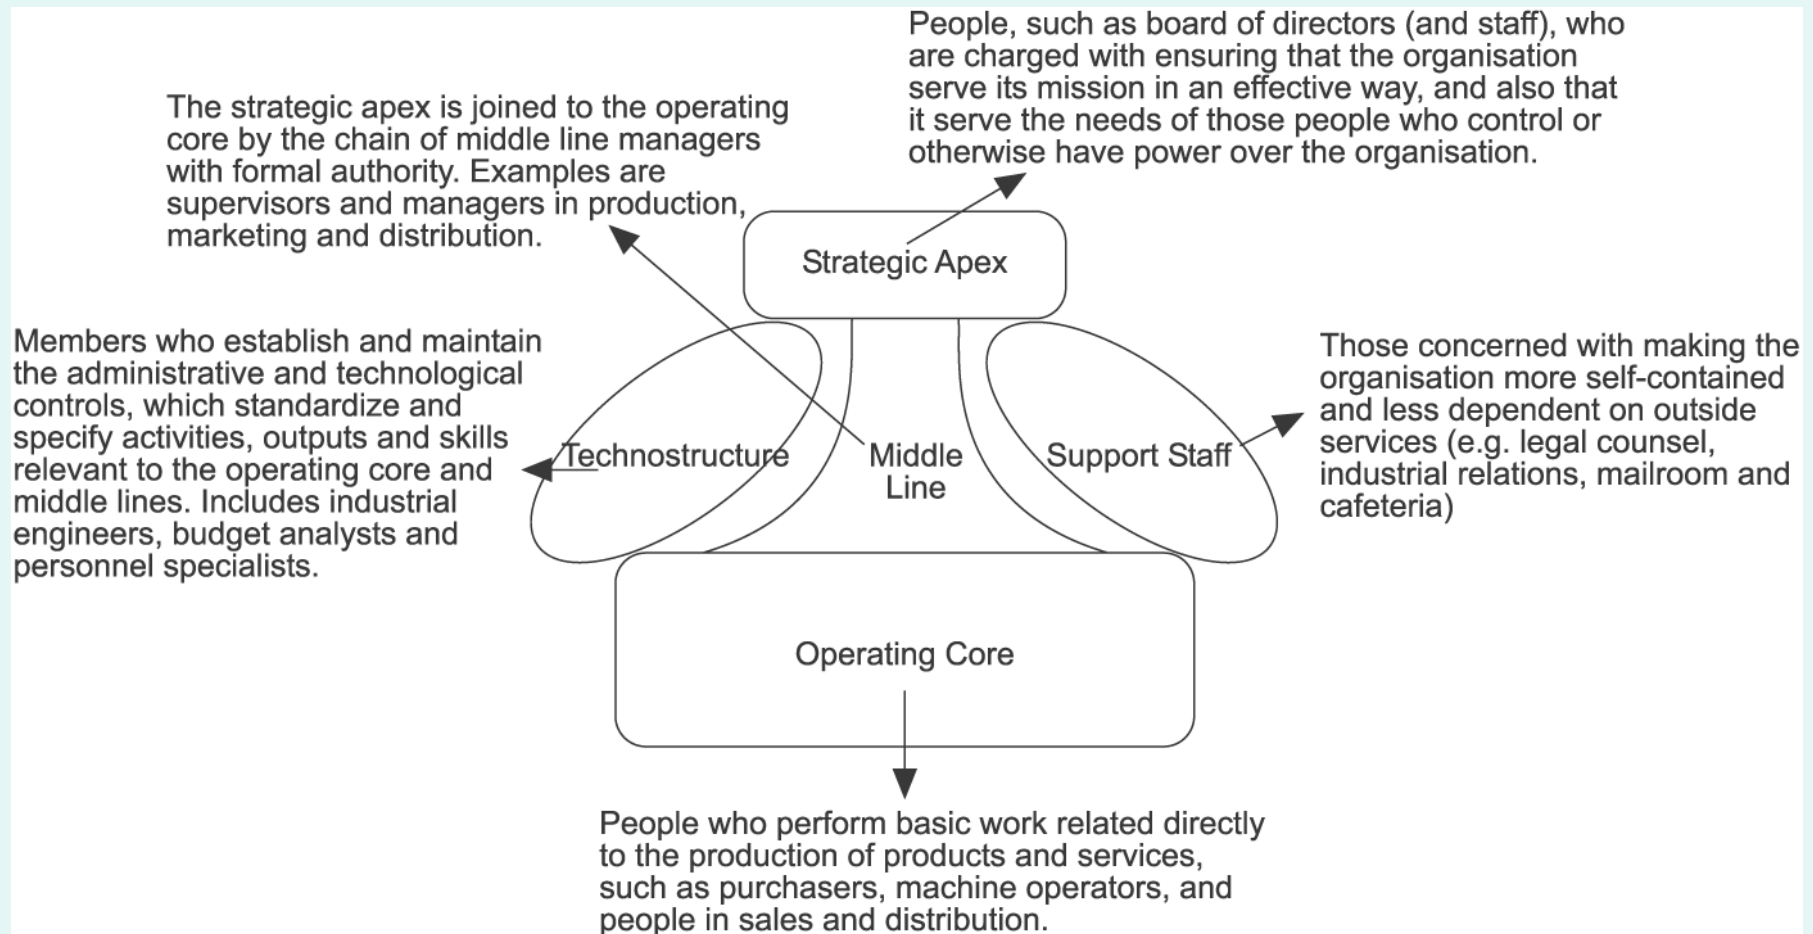 People, such as board of directors (and staff), who
are charged with ensuring that the organisation
serve its mission in an effective way, and also that
it serve the needs of those people who control or
otherwise have power over the organisation.
The strategic apex is joined to the operating
core by the chain of middle line managers
with formal authority. Examples are
supervisors and managers in production,
marketing and distribution.
Strategic Apex
Members who establish and maintain
the administrative and technological
controls, which standardize and
specify activities, outputs and skills
relevant to the operating core and
middle lines. Includes industrial
engineers, budget analysts and
personnel specialists.
Technostructure
Middle
Line
Support Staff
Those concerned with making the
organisation more self-contained
and less dependent on outside
services (e.g. legal counsel,
industrial relations, mailroom and
cafeteria)
Operating Core
People who perform basic work related directly
to the production of products and services,
such as purchasers, machine operators, and
people in sales and distribution.